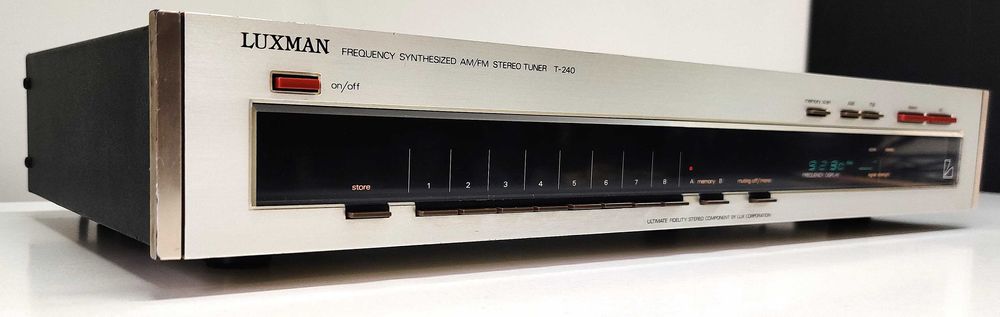 LUXMAN FREQUENCY SYNTHESIZED AM/FM STEREO TUNER T-240
on/off
memory scan
store 1 2 3 4 5 6 7 8 A memory B muting off/mono
FREQUENCY DISPLAY signal strength
ULTIMATE FIDELITY STEREO COMPONENT BY LUX CORPORATION